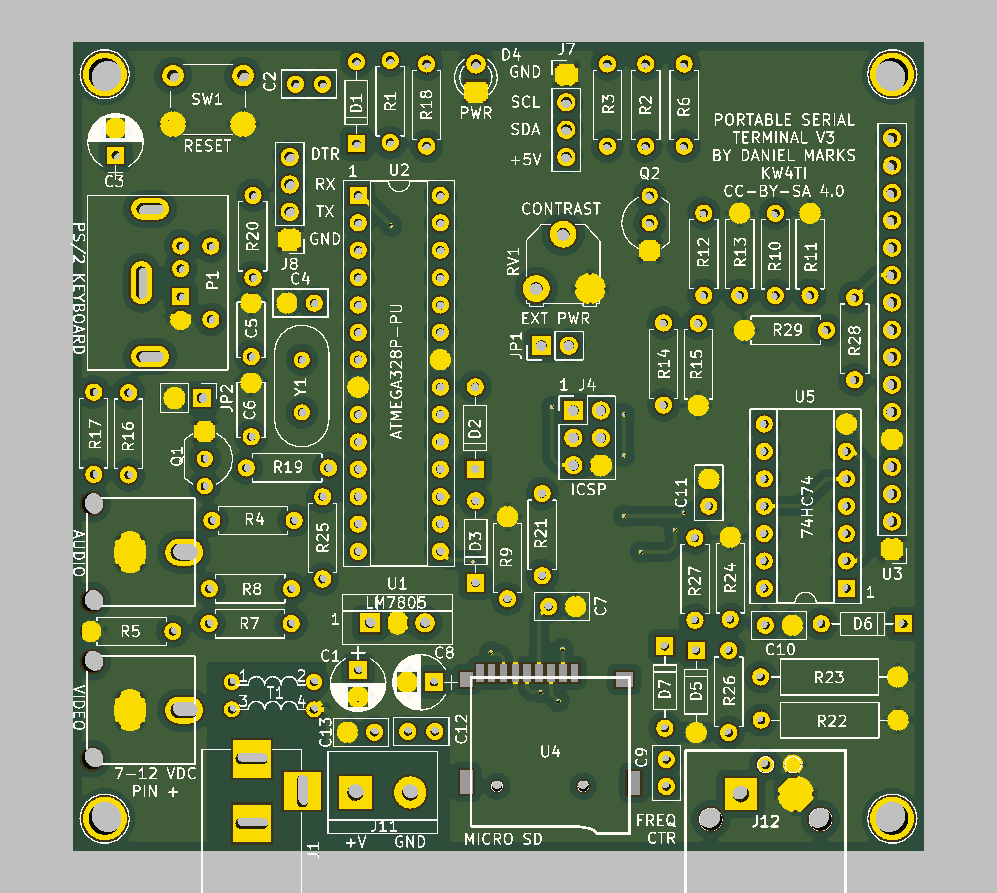 J7
D4
GND
SCL
SDA
+5V
PWR
SW1
RESET
C2
D1
R1
R18
R3
R2
R6
PORTABLE SERIAL
TERMINAL V3
BY DANIEL MARKS
KW4TI
CC-BY-SA 4.0
C3
DTR
RX
TX
GND
J8
1
U2
Q2
CONTRAST
RV1
EXT PWR
JP1
PS/2 KEYBOARD
P1
R20
C4
C5
C6
Y1
ATMEGA328P-PU
R12
R13
R10
R11
R29
R28
R14
R15
JP2
R17
R16
Q1
R19
D2
1 J4
ICSP
U5
74HC74
1
C11
U3
AUDIO
R4
R8
R7
R5
R25
D3
R9
R21
C7
R27
R24
U1
LM7805
1
C10
D6
C1
+
C8
+
VIDEO
1
2
T1
3
4
C13
C12
D7
D5
R26
R23
R22
U4
C9
7-12 VDC
PIN +
J1
J11
+V
GND
MICRO SD
FREQ
CTR
J12